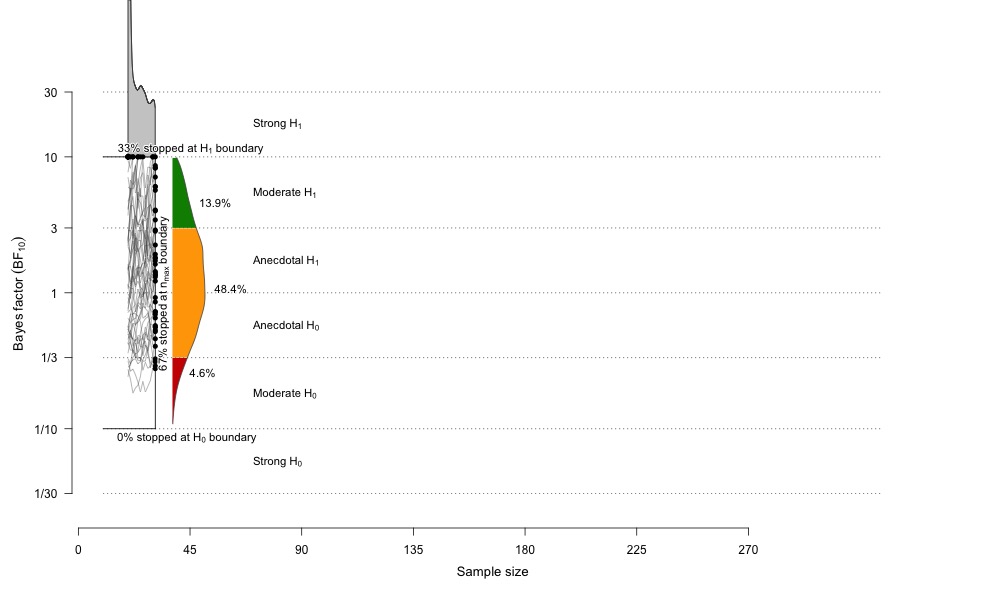 30
Strong H1
33% stopped at H1 boundary
10
Moderate H1
13.9%
3
67% stopped at nmax boundary
Anecdotal H1
Bayes factor (BF10)
1
48.4%
Anecdotal H0
1/3
4.6%
Moderate H0
1/10
0% stopped at H0 boundary
Strong H0
1/30
0 45 90 135 180 225 270
Sample size